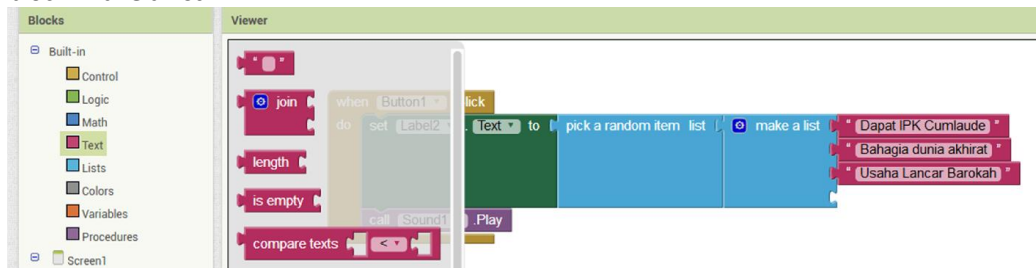 Blocks
Viewer
Built-in
Control
Logic
Math
Text
Lists
Colors
Variables
Procedures
Screen1
" "
join
length
is empty
compare texts <
when Button1 lick
do set Label2 . Text to pick a random item list make a list " Dapat IPK Cumlaude "
" Bahagia dunia akhirat "
" Usaha Lancar Barokah "
call Sound1 .Play